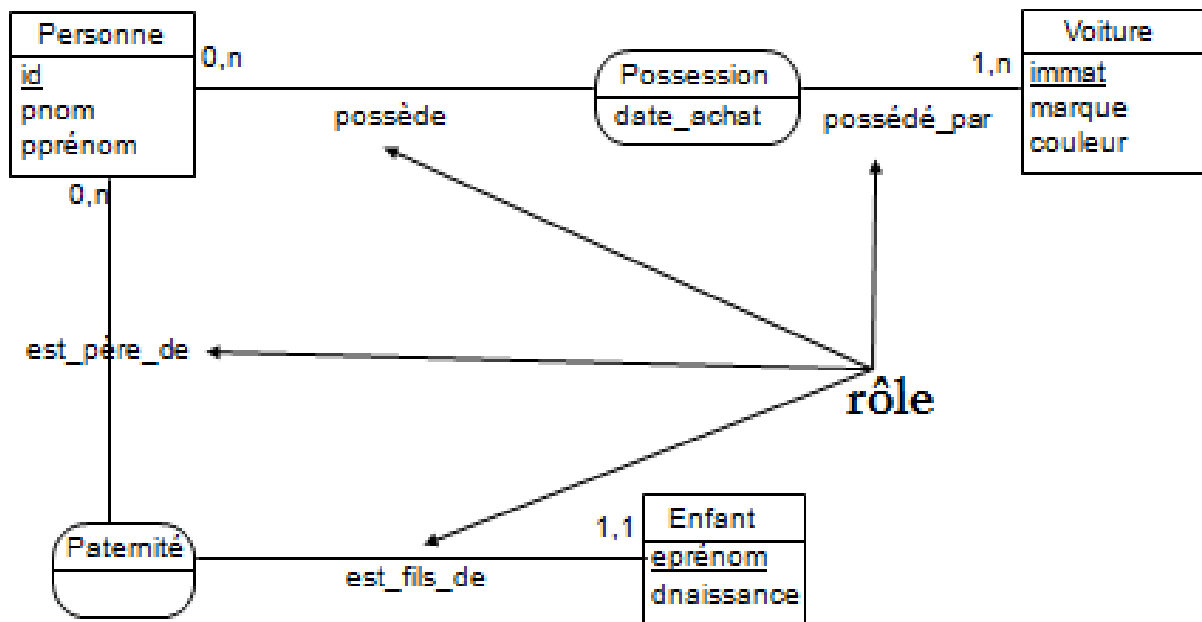 Personne
id
pnom
pprénom
0,n
possède
Possession
date_achat
1,n
possédé_par
Voiture
immat
marque
couleur
0,n
est_père_de
rôle
Paternité
est_fils_de
1,1
Enfant
eprénom
dnaissance